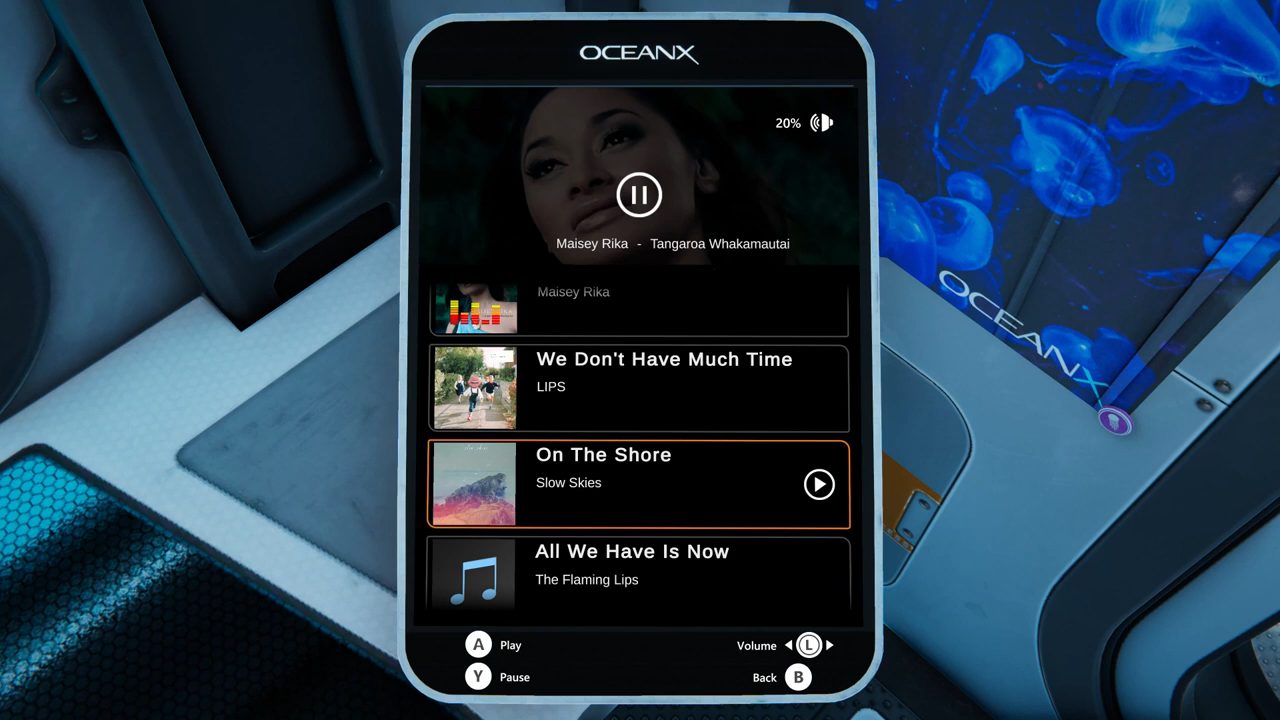 OCEANX
20%
Maisey Rika - Tangaroa Whakamautai
Maisey Rika
We Don't Have Much Time
LIPS
On The Shore
Slow Skies
All We Have Is Now
The Flaming Lips
A Play
Volume L
Y Pause
Back B
OCEANX